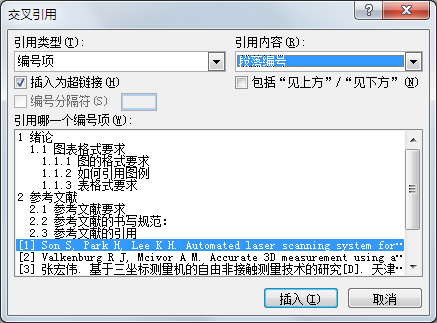 交叉引用
引用类型(T):
引用内容(R):
编号项
段落编号
插入为超链接(H)
包括“见上方”/“见下方”(N)
编号分隔符(S)
引用哪一个编号项(W):
1 绪论
1.1 图表格式要求
1.1.1 图的格式要求
1.1.2 如何引用图例
1.1.3 表格式要求
2 参考文献
2.1 参考文献要求
2.2 参考文献的书写规范:
2.3 参考文献的引用
[1] Son S, Park H, Lee K H. Automated laser scanning system for…
[2] Valkenburg R J, Mcivor A M. Accurate 3D measurement using a…
[3] 张宏伟. 基于三坐标测量机的自由非接触测量技术的研究[D]. 天津…
插入(I)
取消